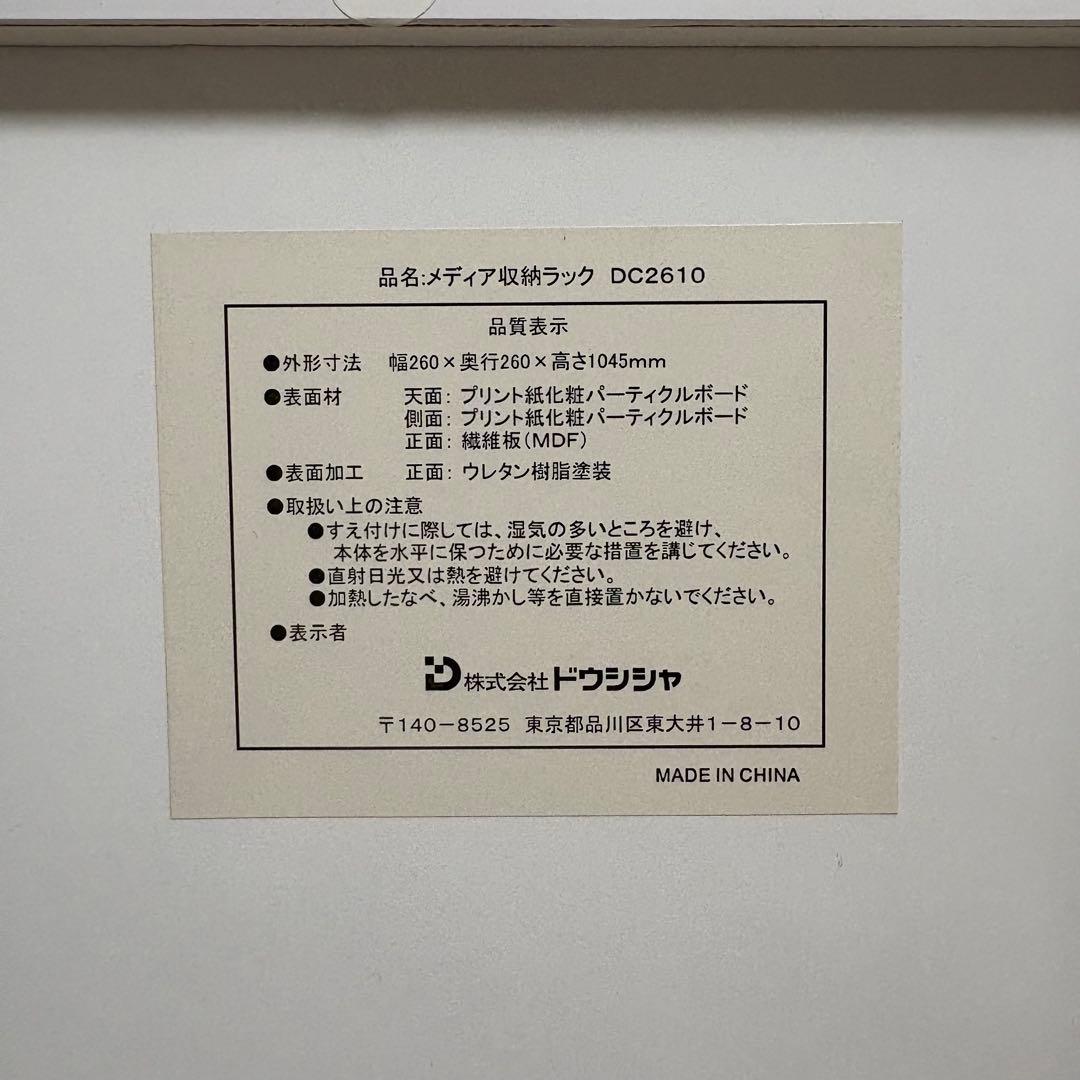 品名:メディア収納ラック DC2610
品質表示
●外形寸法 幅260×奥行260×高さ1045mm
●表面材 天面: プリント紙化粧パーティクルボード
側面: プリント紙化粧パーティクルボード
正面: 繊維板(MDF)
●表面加工 正面: ウレタン樹脂塗装
●取扱い上の注意
●すえ付けに際しては、湿気の多いところを避け、
本体を水平に保つために必要な措置を講じてください。
●直射日光又は熱を避けてください。
●加熱したなべ、湯沸かし等を直接置かないでください。
●表示者
株式会社ドウシシャ
〒140-8525 東京都品川区東大井1-8-10
MADE IN CHINA